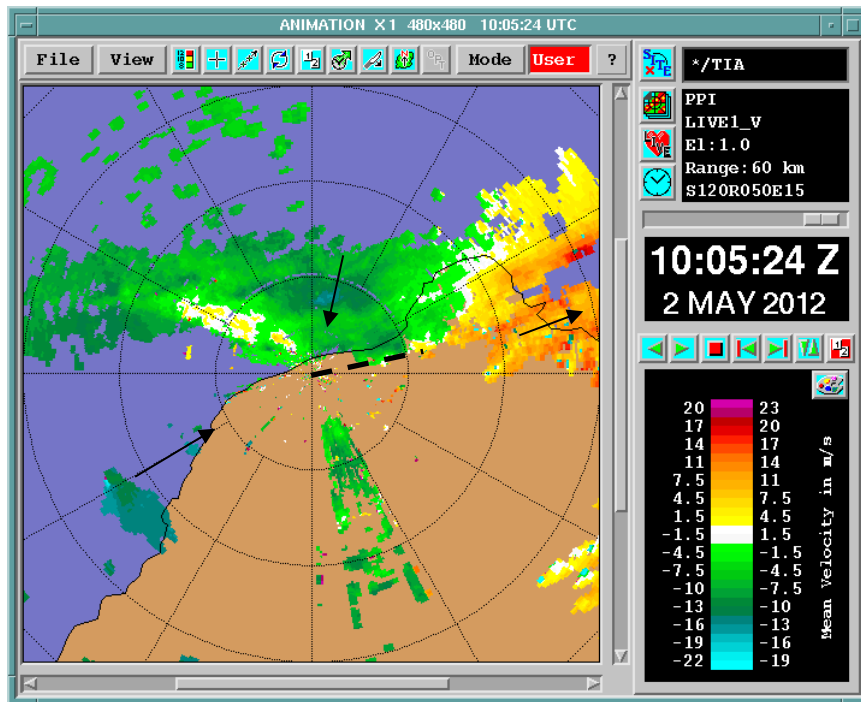 ANIMATION X1 480x480 10:05:24 UTC
File View Mode User ?
*/TIA
PPI
LIVE1_V
El:1.0
Range:60 km
S120R050E15
10:05:24 Z
2 MAY 2012
20 23
17 20
14 17
11 14
7.5 11
4.5 7.5
1.5 4.5
-1.5 1.5
-4.5 -1.5
-7.5 -4.5
-10 -7.5
-13 -10
-16 -13
-19 -16
-22 -19
Mean Velocity in m/s